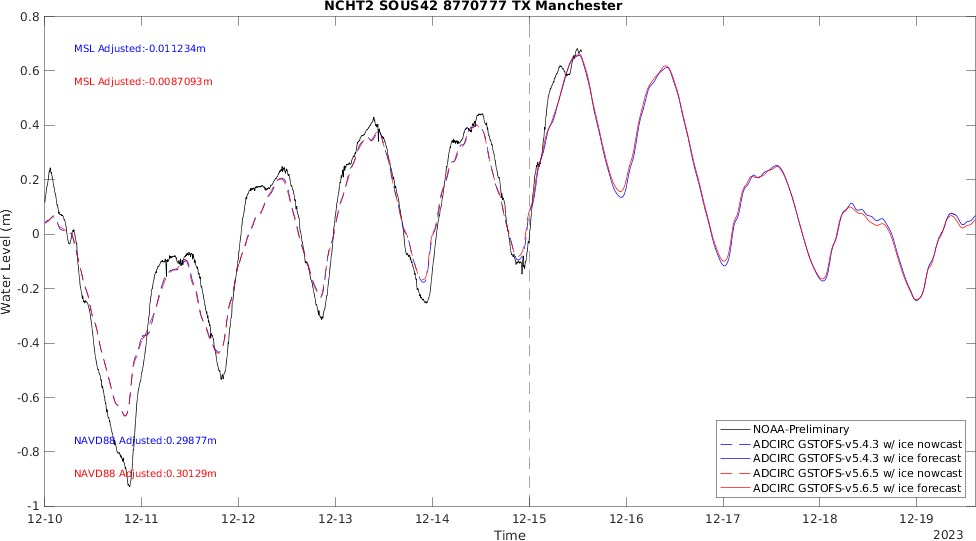 NCHT2 SOUS42 8770777 TX Manchester
0.8
0.6
0.4
0.2
0
-0.2
-0.4
-0.6
-0.8
-1
Water Level (m)
MSL Adjusted:-0.011234m
MSL Adjusted:-0.0087093m
NAVD88 Adjusted:0.29877m
NAVD88 Adjusted:0.30129m
NOAA-Preliminary
ADCIRC GSTOFS-v5.4.3 w/ ice nowcast
ADCIRC GSTOFS-v5.4.3 w/ ice forecast
ADCIRC GSTOFS-v5.6.5 w/ ice nowcast
ADCIRC GSTOFS-v5.6.5 w/ ice forecast
12-10 12-11 12-12 12-13 12-14 12-15 12-16 12-17 12-18 12-19
Time
2023